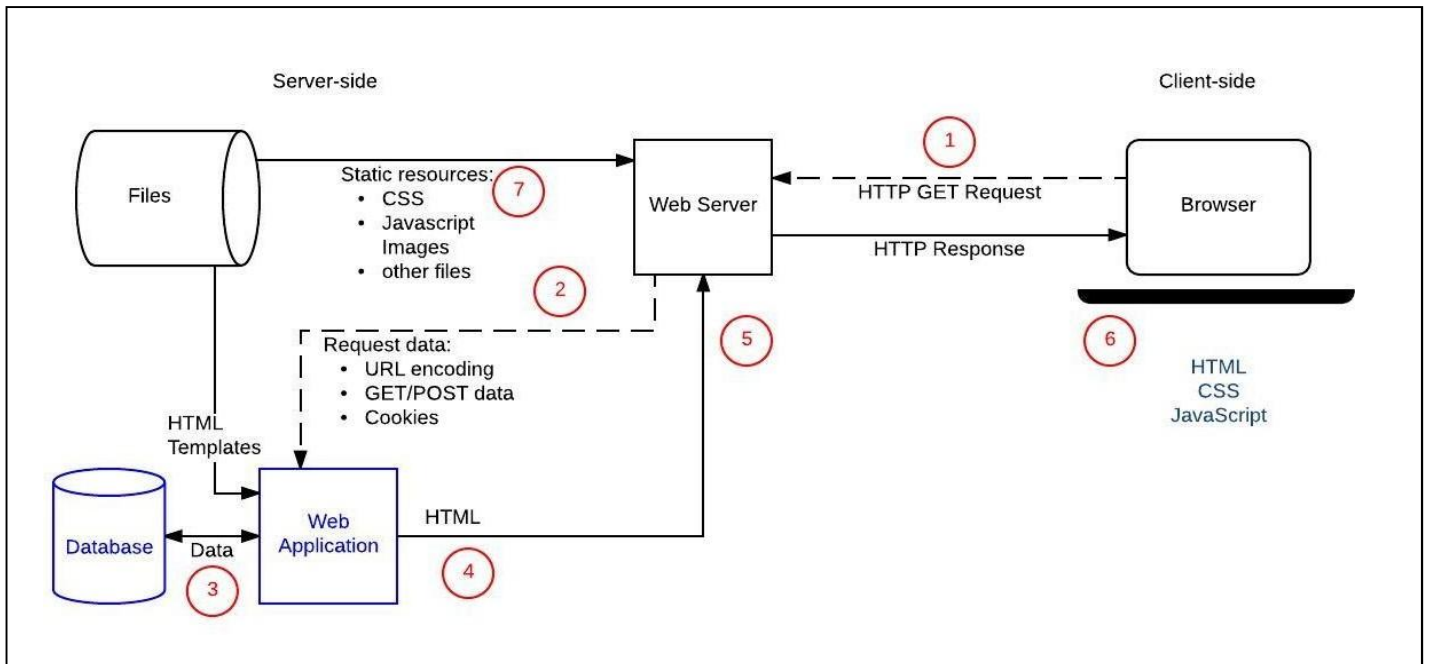 Server-side
Client-side
1
Files
Static resources:
• CSS
• Javascript
Images
• other files
7
Web Server
HTTP GET Request
HTTP Response
Browser
2
Request data:
• URL encoding
• GET/POST data
• Cookies
5
6
HTML
CSS
JavaScript
HTML
Templates
Database
Data
3
Web
Application
HTML
4